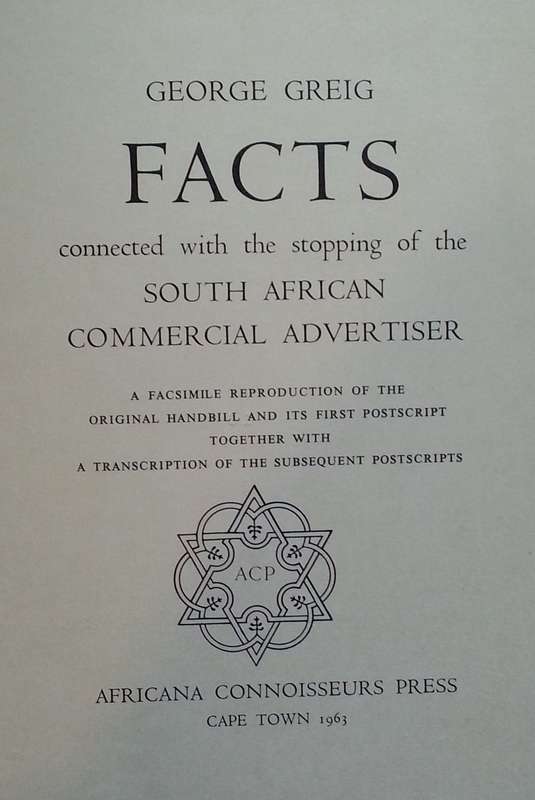 GEORGE GREIG
FACTS
connected with the stopping of the
SOUTH AFRICAN
COMMERCIAL ADVERTISER
A FACSIMILE REPRODUCTION OF THE
ORIGINAL HANDBILL AND ITS FIRST POSTSCRIPT
TOGETHER WITH
A TRANSCRIPTION OF THE SUBSEQUENT POSTSCRIPTS
ACP
AFRICANA CONNOISSEURS PRESS
CAPE TOWN 1963